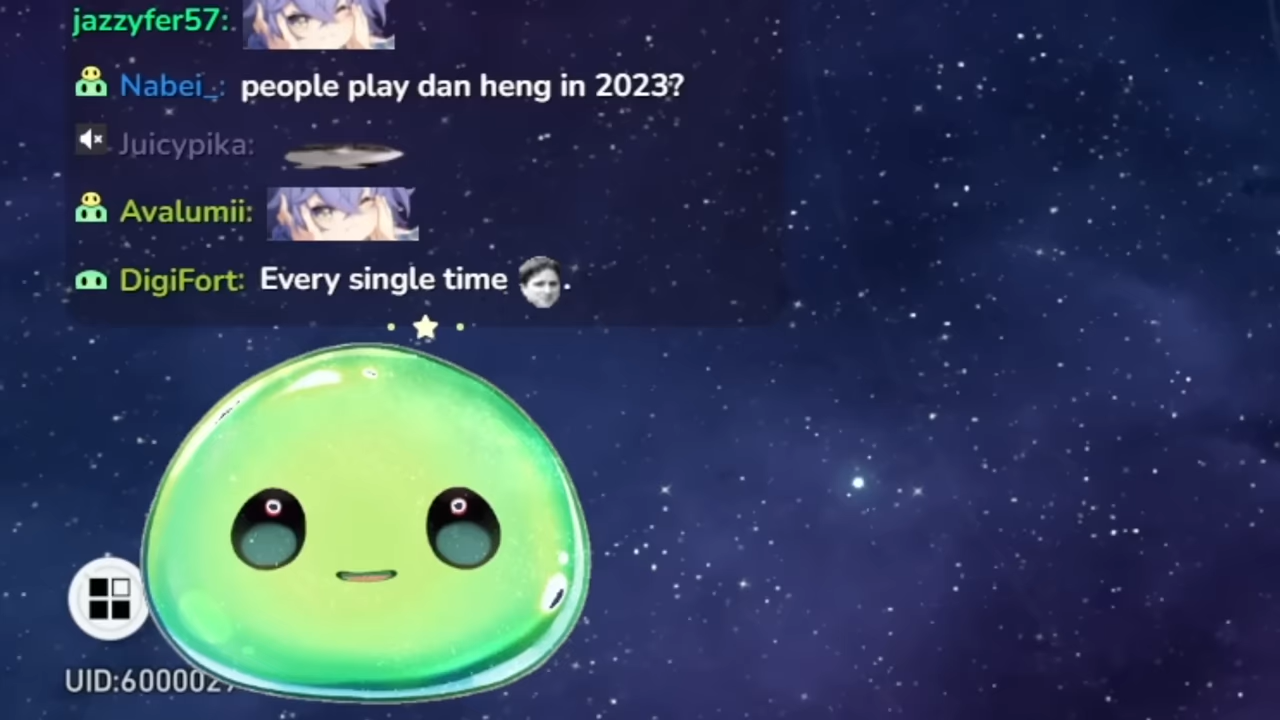 jazzyfer57:
Nabei_: people play dan heng in 2023?
Juicypika:
Avalumii:
DigiFort: Every single time .
UID:600002